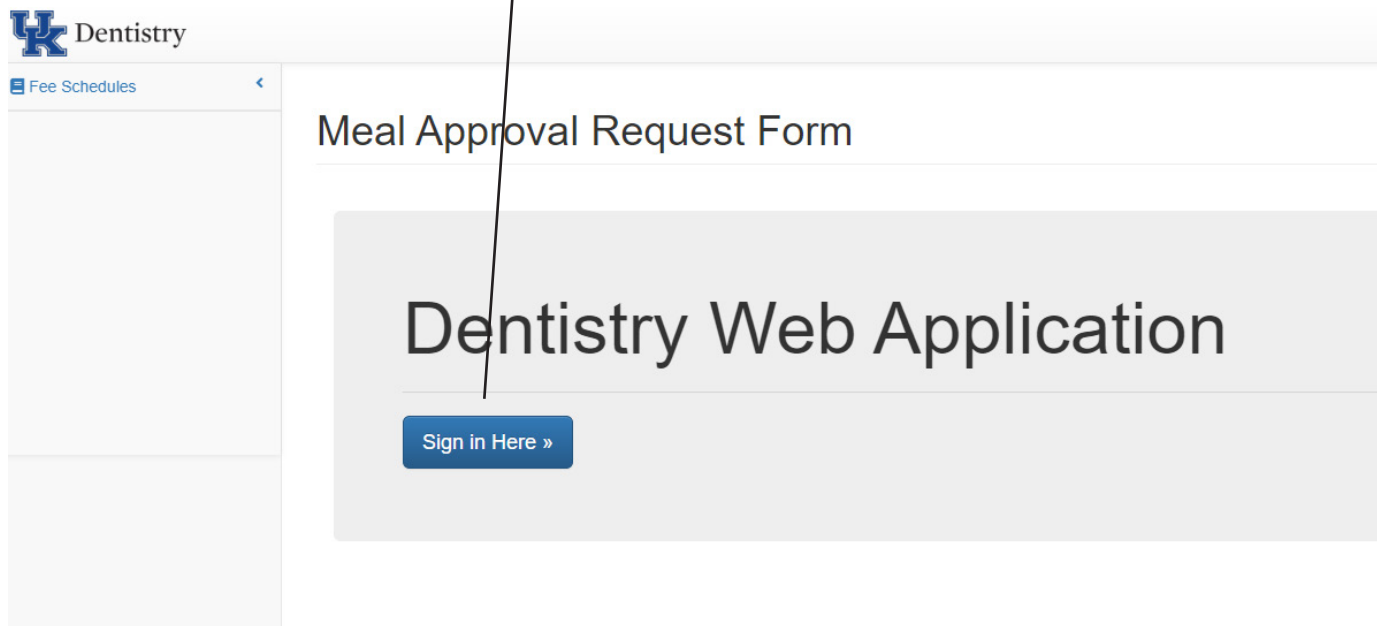 UK Dentistry
Fee Schedules
Meal Approval Request Form
Dentistry Web Application
Sign in Here »